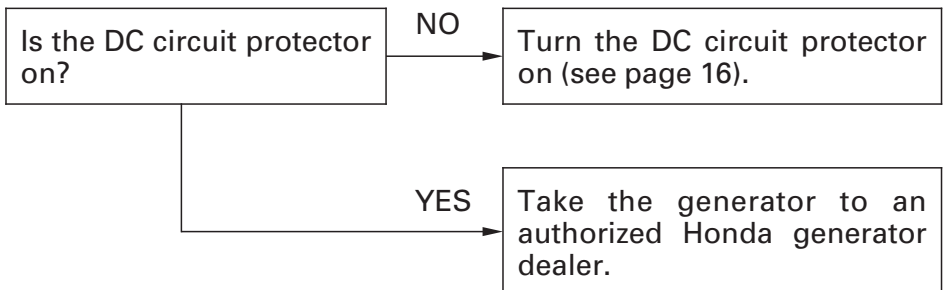 Is the DC circuit protector
on?
NO
Turn the DC circuit protector
on (see page 16).
YES
Take the generator to an
authorized Honda generator
dealer.